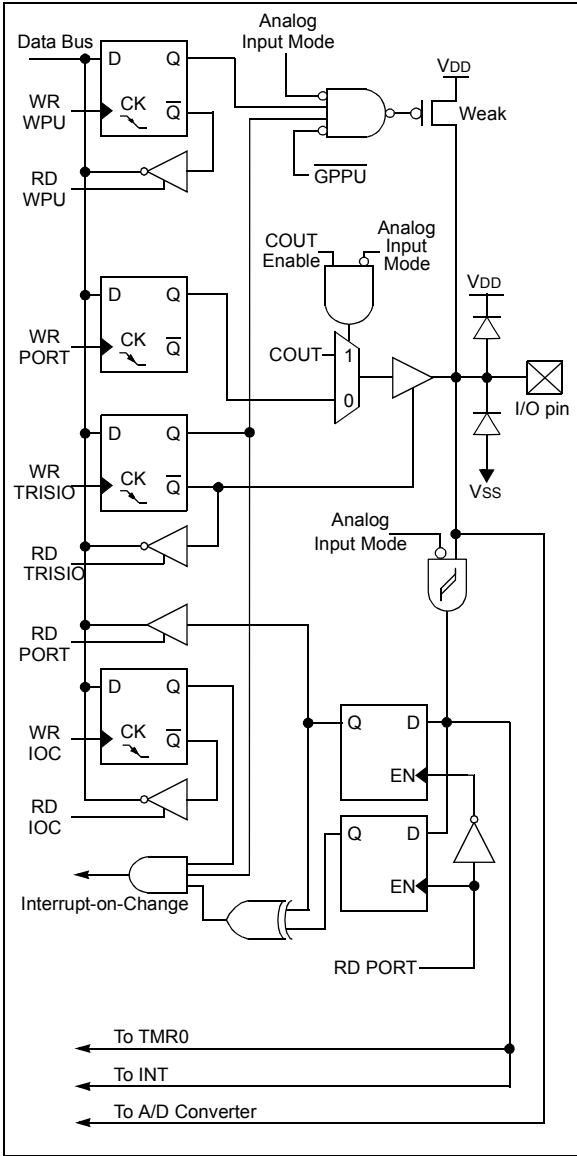 Analog
Input Mode
Data Bus
D Q
VDD
WR
WPU
CK
Q
Weak
RD
WPU
GPPU
COUT
Enable
Analog
Input
Mode
D Q
VDD
WR
PORT
CK
Q
COUT
1
0
I/O pin
D Q
WR
TRISIO
CK
Q
VSS
RD
TRISIO
Analog
Input Mode
RD
PORT
D Q
WR
IOC
CK
Q
Q D
EN
RD
IOC
Q D
EN
Interrupt-on-Change
RD PORT
To TMR0
To INT
To A/D Converter